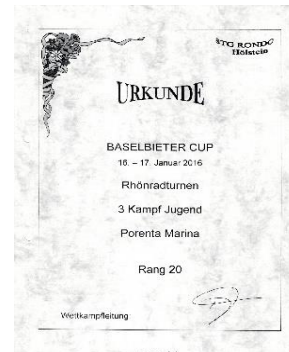 STG RONDO
Hölstein
URKUNDE
BASELBIETER CUP
16. – 17. Januar 2016
Rhönradturnen
3 Kampf Jugend
Porenta Marina
Rang 20
Wettkampfleitung